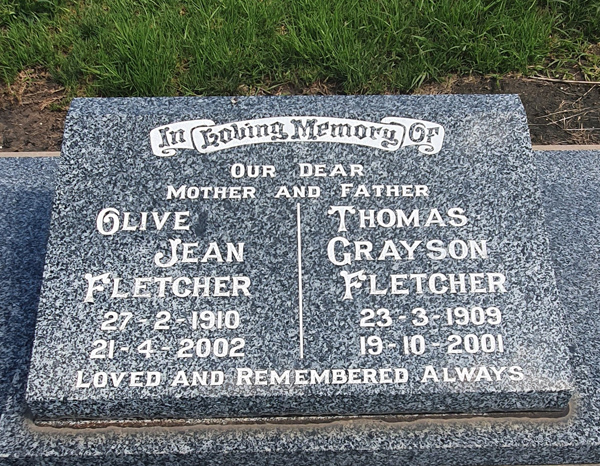 In Loving Memory Of
OUR DEAR
MOTHER AND FATHER
OLIVE
JEAN
FLETCHER
27-2-1910
21-4-2002
THOMAS
GRAYSON
FLETCHER
23-3-1909
19-10-2001
LOVED AND REMEMBERED ALWAYS